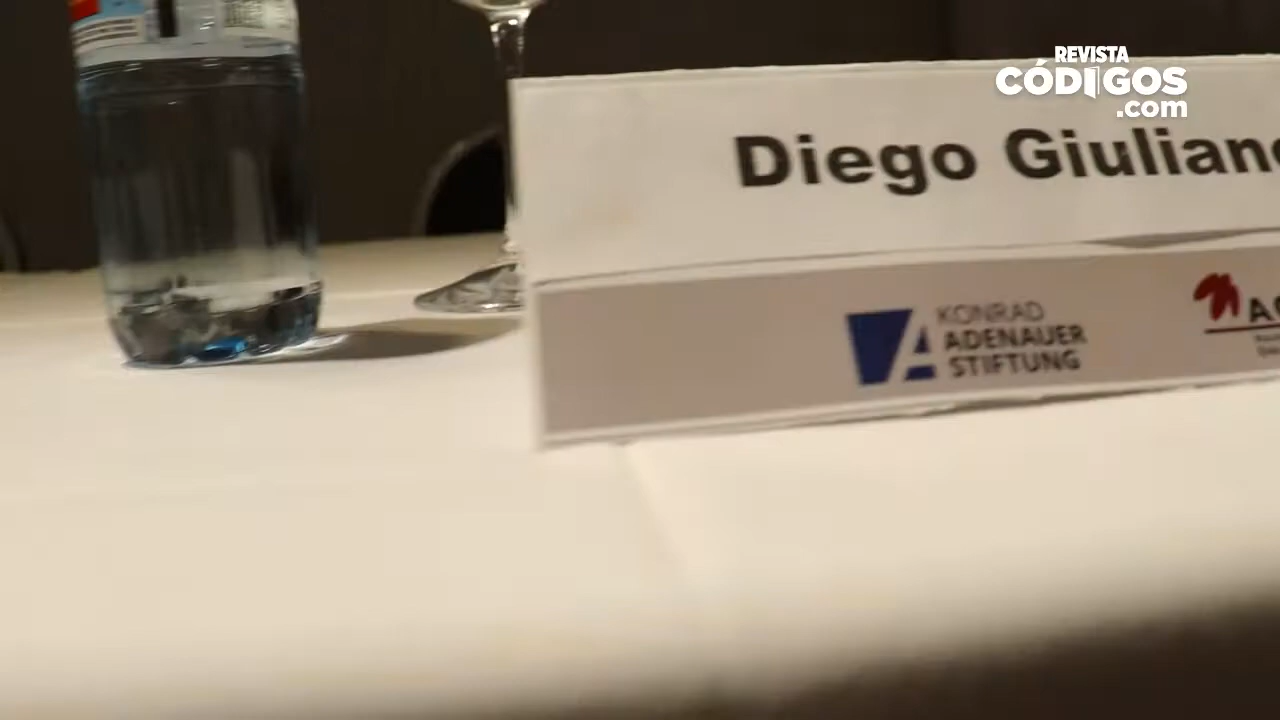 REVISTA
CÓDIGOS
.com
Diego Giulian
KONRAD
ADENAUER
STIFTUNG